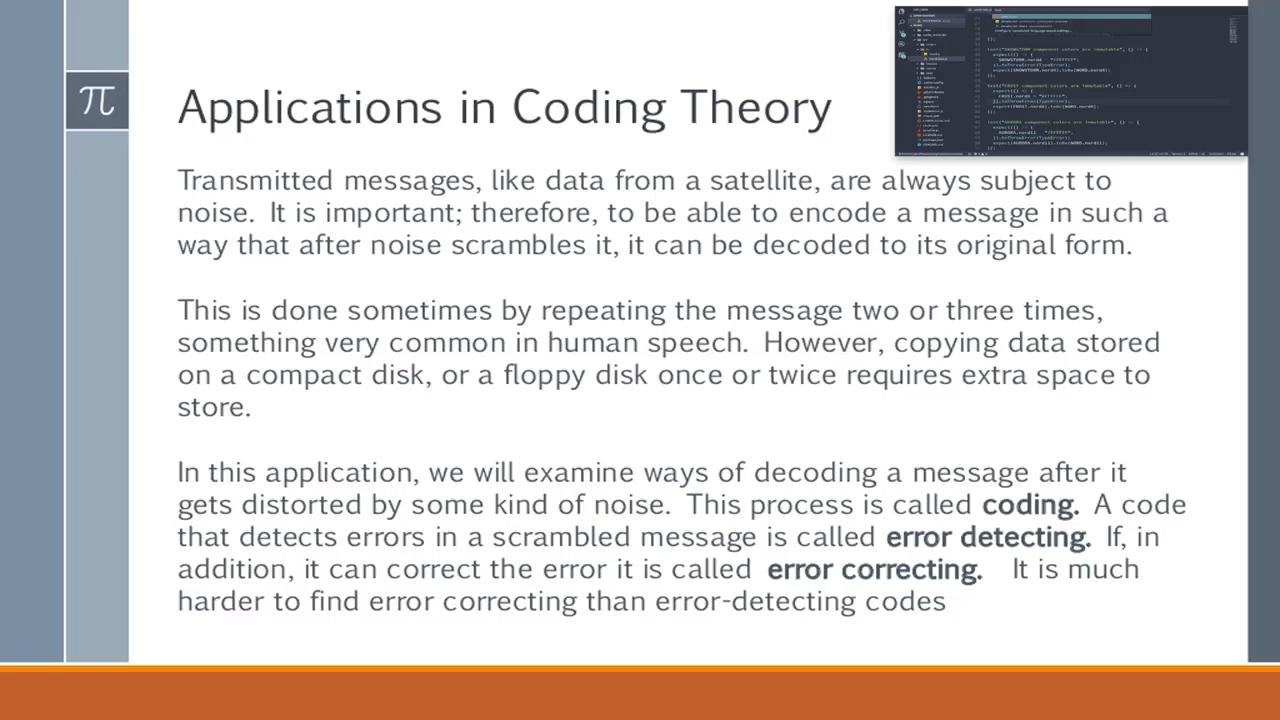 π
Applications in Coding Theory
Transmitted messages, like data from a satellite, are always subject to
noise. It is important; therefore, to be able to encode a message in such a
way that after noise scrambles it, it can be decoded to its original form.
This is done sometimes by repeating the message two or three times,
something very common in human speech. However, copying data stored
on a compact disk, or a floppy disk once or twice requires extra space to
store.
In this application, we will examine ways of decoding a message after it
gets distorted by some kind of noise. This process is called coding. A code
that detects errors in a scrambled message is called error detecting. If, in
addition, it can correct the error it is called error correcting. It is much
harder to find error correcting than error-detecting codes